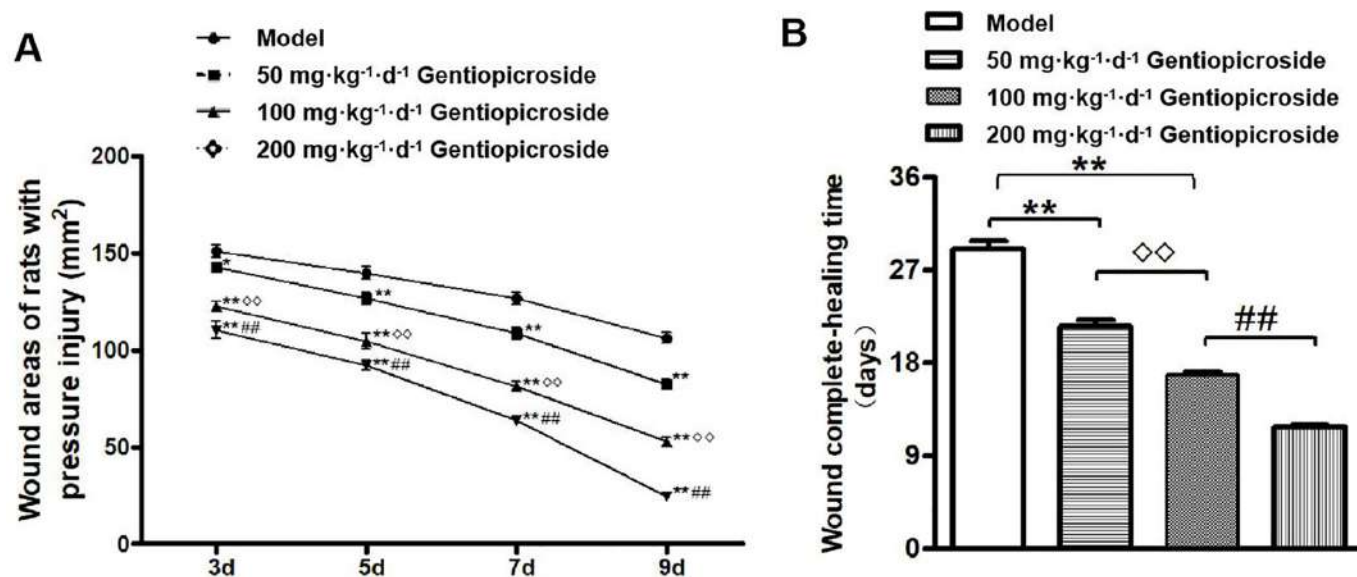 A
Model
50 mg·kg⁻¹·d⁻¹ Gentiopicroside
100 mg·kg⁻¹·d⁻¹ Gentiopicroside
200 mg·kg⁻¹·d⁻¹ Gentiopicroside
Wound areas of rats with
pressure injury (mm²)
200
150
100
50
0
*
**
**
**
**◇◇
**◇◇
**◇◇
**◇◇
**##
**##
**##
**##
3d
5d
7d
9d
B
Model
50 mg·kg⁻¹·d⁻¹ Gentiopicroside
100 mg·kg⁻¹·d⁻¹ Gentiopicroside
200 mg·kg⁻¹·d⁻¹ Gentiopicroside
Wound complete-healing time
（days）
36
27
18
9
0
**
**
◇◇
##